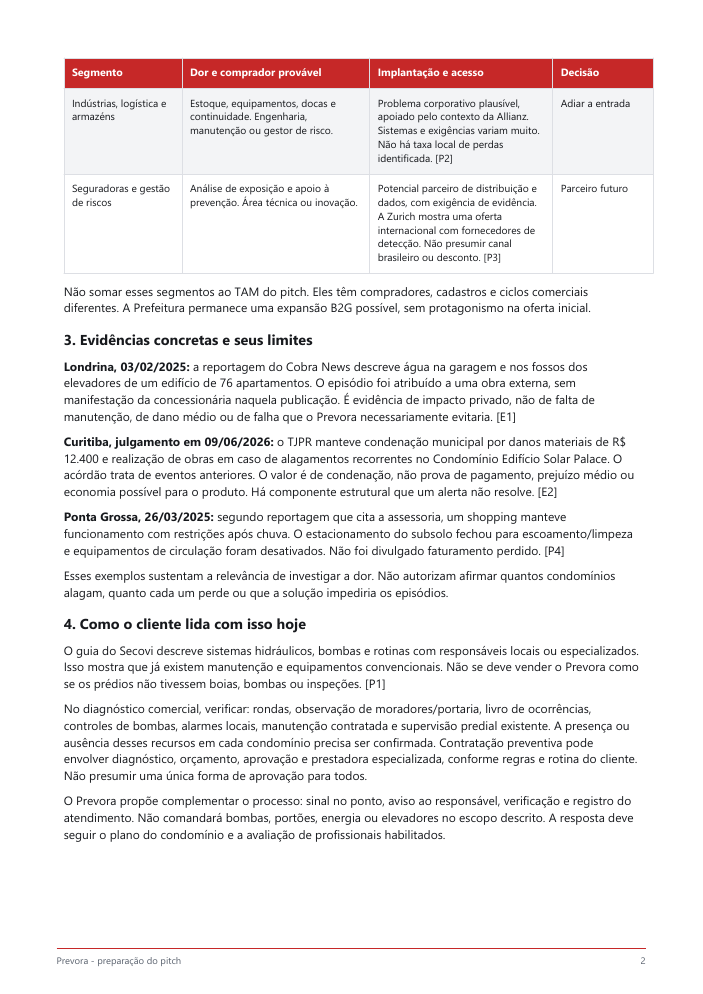 Segmento
Dor e comprador provável
Implantação e acesso
Decisão
Indústrias, logística e
armazéns
Estoque, equipamentos, docas e
continuidade. Engenharia,
manutenção ou gestor de risco.
Problema corporativo plausível,
apoiado pelo contexto da Allianz.
Sistemas e exigências variam muito.
Não há taxa local de perdas
identificada. [P2]
Adiar a entrada
Seguradoras e gestão
de riscos
Análise de exposição e apoio à
prevenção. Área técnica ou inovação.
Potencial parceiro de distribuição e
dados, com exigência de evidência.
A Zurich mostra uma oferta
internacional com fornecedores de
detecção. Não presumir canal
brasileiro ou desconto. [P3]
Parceiro futuro
Não somar esses segmentos ao TAM do pitch. Eles têm compradores, cadastros e ciclos comerciais
diferentes. A Prefeitura permanece uma expansão B2G possível, sem protagonismo na oferta inicial.
3. Evidências concretas e seus limites
Londrina, 03/02/2025: a reportagem do Cobra News descreve água na garagem e nos fossos dos
elevadores de um edifício de 76 apartamentos. O episódio foi atribuído a uma obra externa, sem
manifestação da concessionária naquela publicação. É evidência de impacto privado, não de falta de
manutenção, de dano médio ou de falha que o Prevora necessariamente evitaria. [E1]
Curitiba, julgamento em 09/06/2026: o TJPR manteve condenação municipal por danos materiais de R$
12.400 e realização de obras em caso de alagamentos recorrentes no Condomínio Edifício Solar Palace. O
acórdão trata de eventos anteriores. O valor é de condenação, não prova de pagamento, prejuízo médio ou
economia possível para o produto. Há componente estrutural que um alerta não resolve. [E2]
Ponta Grossa, 26/03/2025: segundo reportagem que cita a assessoria, um shopping manteve
funcionamento com restrições após chuva. O estacionamento do subsolo fechou para escoamento/limpeza
e equipamentos de circulação foram desativados. Não foi divulgado faturamento perdido. [P4]
Esses exemplos sustentam a relevância de investigar a dor. Não autorizam afirmar quantos condomínios
alagam, quanto cada um perde ou que a solução impediria os episódios.
4. Como o cliente lida com isso hoje
O guia do Secovi descreve sistemas hidráulicos, bombas e rotinas com responsáveis locais ou especializados.
Isso mostra que já existem manutenção e equipamentos convencionais. Não se deve vender o Prevora como
se os prédios não tivessem boias, bombas ou inspeções. [P1]
No diagnóstico comercial, verificar: rondas, observação de moradores/portaria, livro de ocorrências,
controles de bombas, alarmes locais, manutenção contratada e supervisão predial existente. A presença ou
ausência desses recursos em cada condomínio precisa ser confirmada. Contratação preventiva pode
envolver diagnóstico, orçamento, aprovação e prestadora especializada, conforme regras e rotina do cliente.
Não presumir uma única forma de aprovação para todos.
O Prevora propõe complementar o processo: sinal no ponto, aviso ao responsável, verificação e registro do
atendimento. Não comandará bombas, portões, energia ou elevadores no escopo descrito. A resposta deve
seguir o plano do condomínio e a avaliação de profissionais habilitados.
Prevora - preparação do pitch
2